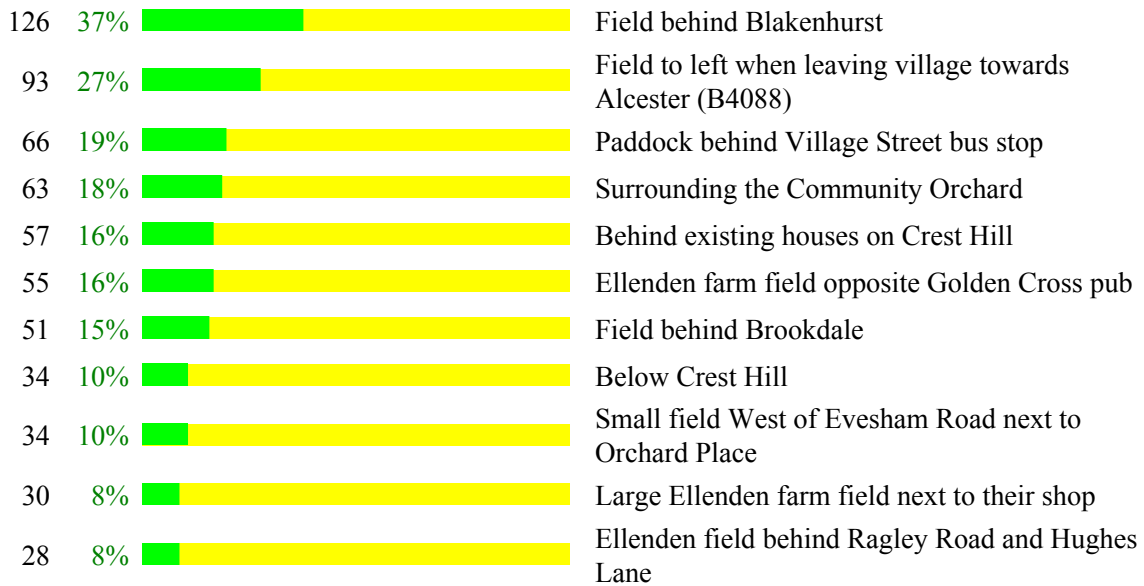 126 37% Field behind Blakenhurst
93 27% Field to left when leaving village towards
Alcester (B4088)
66 19% Paddock behind Village Street bus stop
63 18% Surrounding the Community Orchard
57 16% Behind existing houses on Crest Hill
55 16% Ellenden farm field opposite Golden Cross pub
51 15% Field behind Brookdale
34 10% Below Crest Hill
34 10% Small field West of Evesham Road next to
Orchard Place
30 8% Large Ellenden farm field next to their shop
28 8% Ellenden field behind Ragley Road and Hughes
Lane